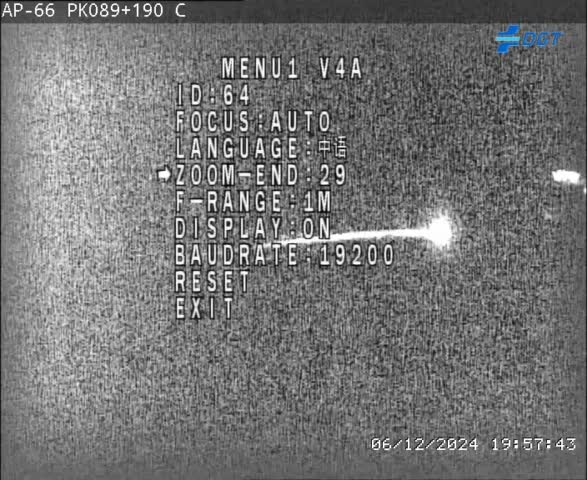 AP-66 PK089+190 C
DGT
MENU1 V4A
ID:64
FOCUS:AUTO
LANGUAGE:中语
ZOOM-END:29
F-RANGE:1M
DISPLAY:ON
BAUDRATE:19200
RESET
EXIT
06/12/2024 19:57:43